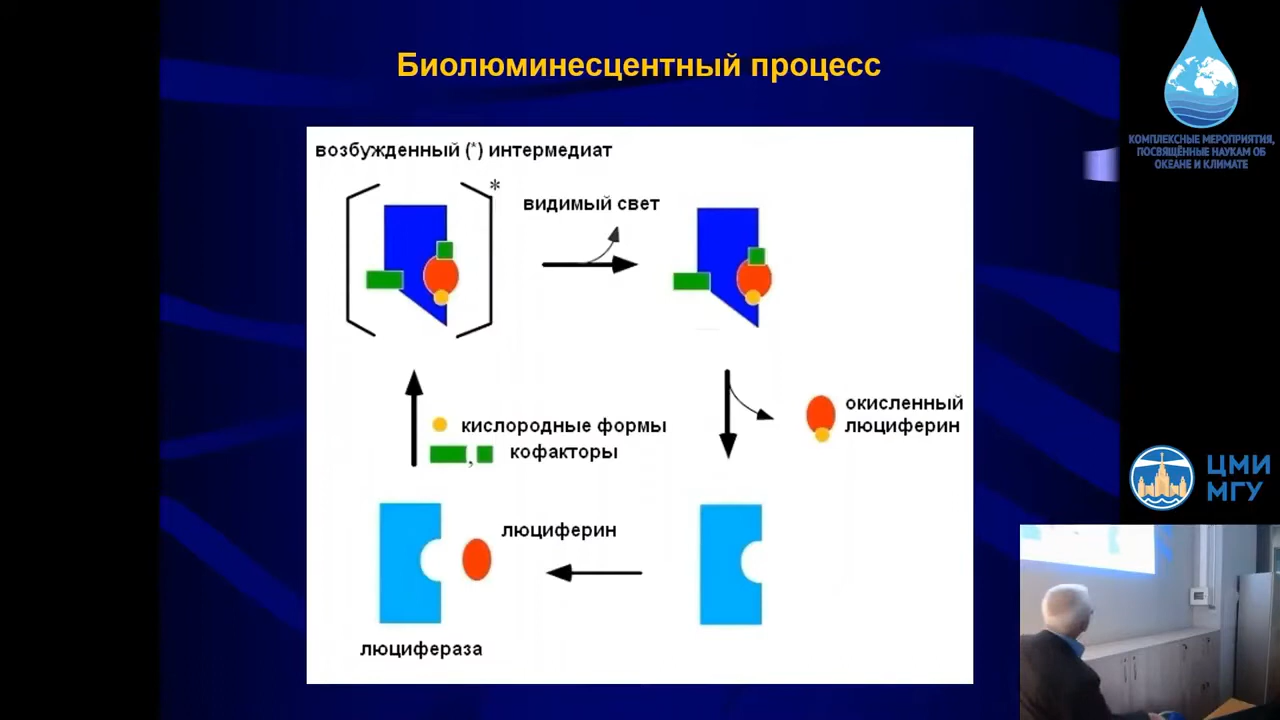 Биолюминесцентный процесс
возбужденный (*) интермедиат
*
видимый свет
кислородные формы
,
кофакторы
окисленный
люциферин
люциферин
люцифераза
КОМПЛЕКСНЫЕ МЕРОПРИЯТИЯ,
ПОСВЯЩЁННЫЕ НАУКАМ ОБ
ОКЕАНЕ И КЛИМАТЕ
ЦМИ
МГУ